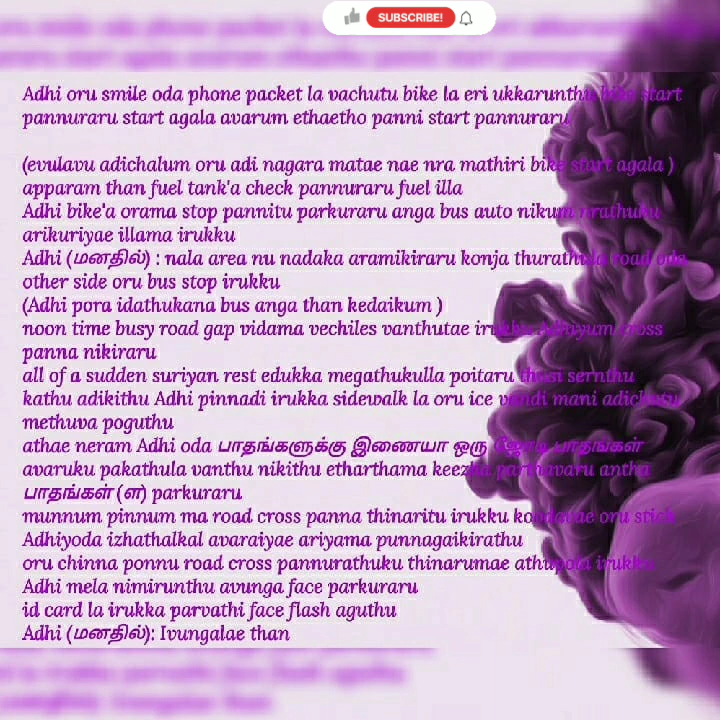 SUBSCRIBE!
Adhi oru smile oda phone packet la vachutu bike la eri ukkarunthu bike start
pannuraru start agala avarum ethaetho panni start pannuraru
(evulavu adichalum oru adi nagara matae nae nra mathiri bike start agala )
apparam than fuel tank'a check pannuraru fuel illa
Adhi bike'a orama stop pannitu parkuraru anga bus auto nikum nrathuku
arikuriyae illama irukku
Adhi (மனதில்) : nala area nu nadaka aramikiraru konja thurathula road oda
other side oru bus stop irukku
(Adhi pora idathukana bus anga than kedaikum )
noon time busy road gap vidama vechiles vanthutae irukku Adhiyum cross
panna nikiraru
all of a sudden suriyan rest edukka megathukulla poitaru thoosi sernthu
kathu adikithu Adhi pinnadi irukka sidewalk la oru ice vandi mani adichutu
methuva poguthu
athae neram Adhi oda பாதங்களுக்கு இணையா ஒரு ஜோடி பாதங்கள்
avaruku pakathula vanthu nikithu etharthama keezha parthavaru antha
பாதங்கள் (ள) parkuraru
munnum pinnum ma road cross panna thinaritu irukku koodavae oru stick
Adhiyoda izhathalkal avaraiyae ariyama punnagaikirathu
oru chinna ponnu road cross pannurathuku thinarumae athupola irukku
Adhi mela nimirunthu avunga face parkuraru
id card la irukka parvathi face flash aguthu
Adhi (மனதில்): Ivungalae than